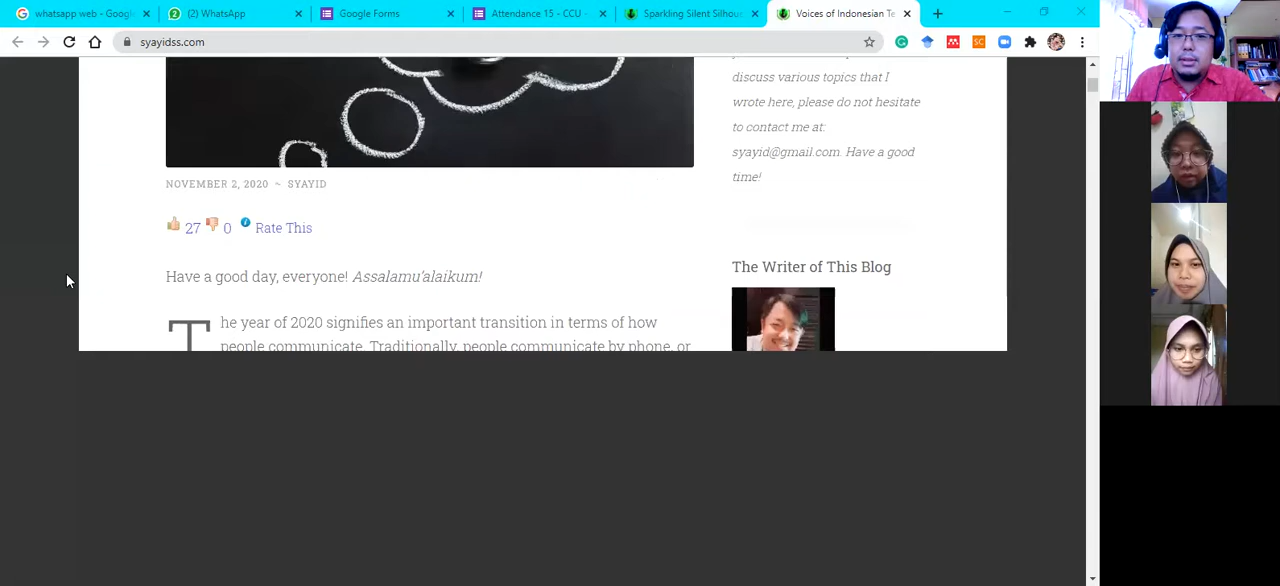 whatsapp web - Googl
(2) WhatsApp
Google Forms
Attendance 15 - CCU -
Sparkling Silent Silhou
Voices of Indonesian Te
syayidss.com
SC
discuss various topics that I
wrote here, please do not hesitate
to contact me at:
syayid@gmail.com. Have a good
time!
NOVEMBER 2, 2020 ~ SYAYID
27 0 Rate This
Have a good day, everyone! Assalamu'alaikum!
The Writer of This Blog
The year of 2020 signifies an important transition in terms of how
people communicate. Traditionally, people communicate by phone, or